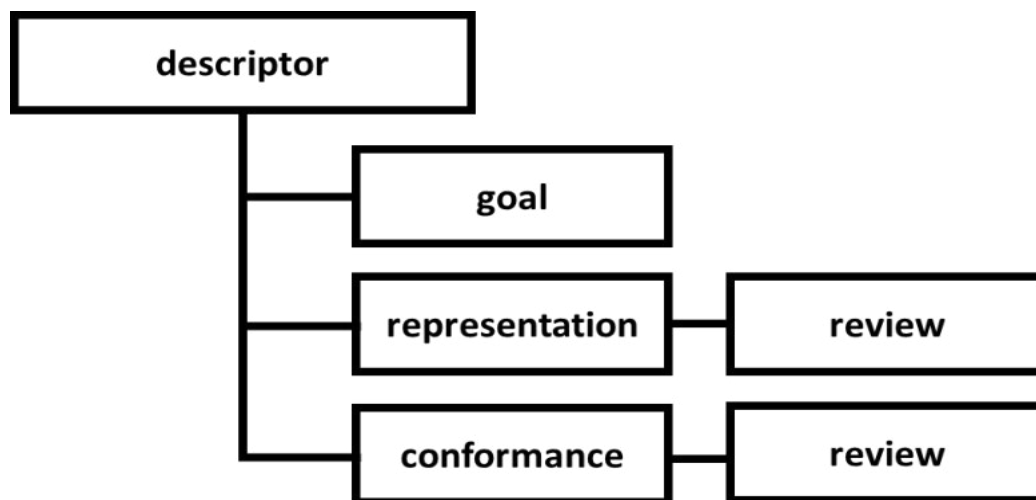 descriptor
goal
representation review
conformance review